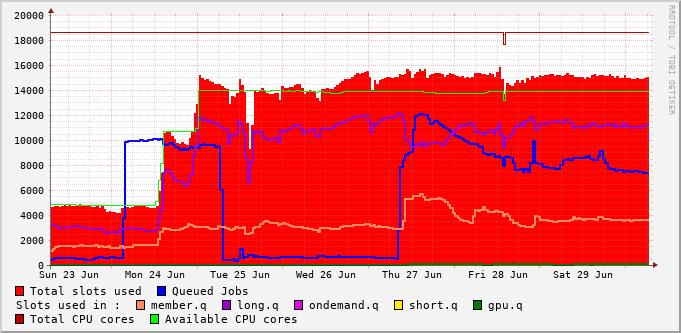 20000
18000
16000
14000
12000
10000
8000
6000
4000
2000
0
Sun 23 Jun Mon 24 Jun Tue 25 Jun Wed 26 Jun Thu 27 Jun Fri 28 Jun Sat 29 Jun
Total slots used Queued Jobs
Slots used in : member.q long.q ondemand.q short.q gpu.q
Total CPU cores Available CPU cores
RRDTOOL / TOBI OETIKER